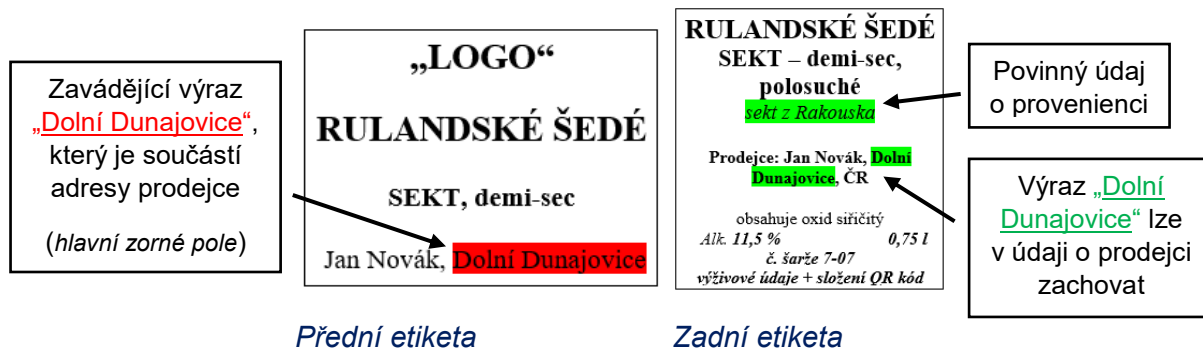 Zavádějící výraz
„Dolní Dunajovice“,
který je součástí
adresy prodejce
(hlavní zorné pole)
„LOGO“
RULANDSKÉ ŠEDÉ
SEKT, demi-sec
Jan Novák, Dolní Dunajovice
Přední etiketa
RULANDSKÉ ŠEDÉ
SEKT – demi-sec,
polosuché
sekt z Rakouska
Prodejce: Jan Novák, Dolní
Dunajovice, ČR
obsahuje oxid siřičitý
Alk. 11,5 % 0,75 l
č. šarže 7-07
výživové údaje + složení QR kód
Zadní etiketa
Povinný údaj
o provenienci
Výraz „Dolní
Dunajovice“ lze
v údaji o prodejci
zachovat